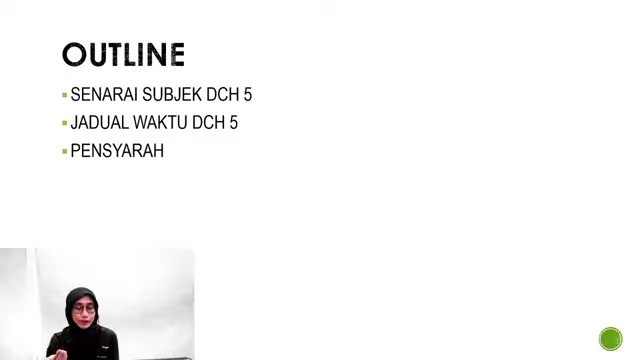 OUTLINE
SENARAI SUBJEK DCH 5
JADUAL WAKTU DCH 5
PENSYARAH